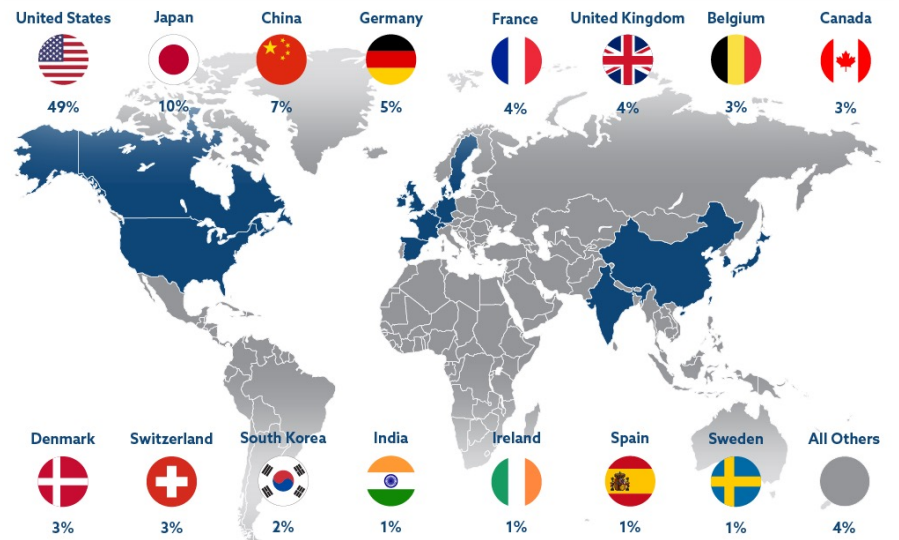 United States Japan China Germany France United Kingdom Belgium Canada
49% 10% 7% 5% 4% 4% 3% 3%
Denmark Switzerland South Korea India Ireland Spain Sweden All Others
3% 3% 2% 1% 1% 1% 1% 4%